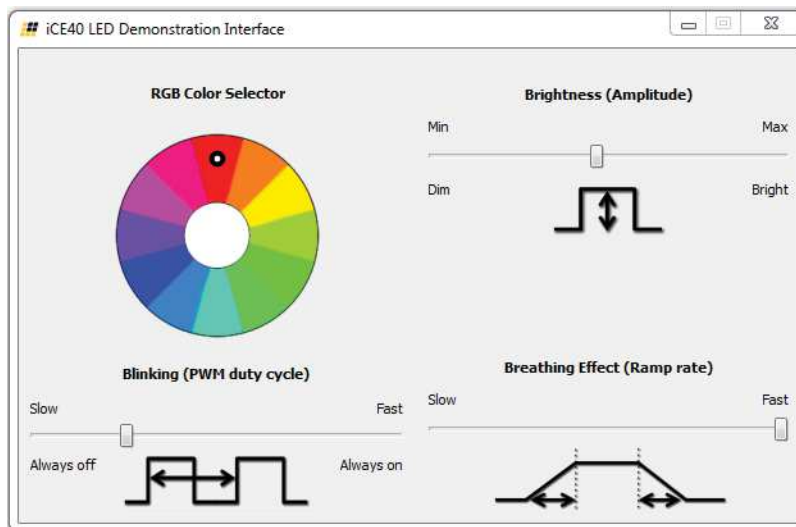 iCE40 LED Demonstration Interface
RGB Color Selector
Brightness (Amplitude)
Min
Max
Dim
Bright
Blinking (PWM duty cycle)
Slow
Fast
Always off
Always on
Breathing Effect (Ramp rate)
Slow
Fast